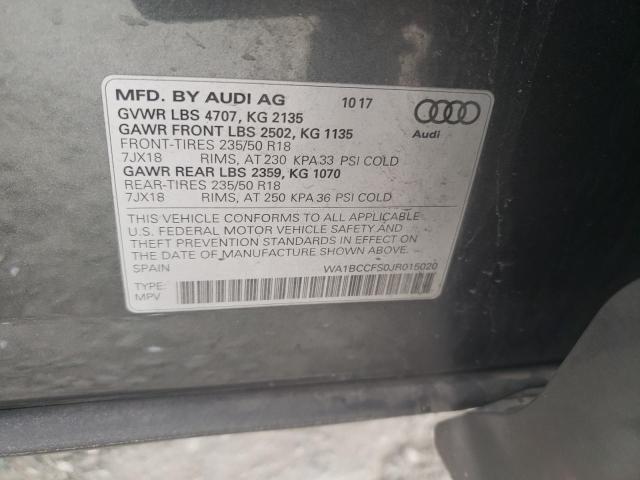 MFD. BY AUDI AG 10 17
GVWR LBS 4707, KG 2135
GAWR FRONT LBS 2502, KG 1135
FRONT-TIRES 235/50 R18
7JX18 RIMS, AT 230 KPA 33 PSI COLD
GAWR REAR LBS 2359, KG 1070
REAR-TIRES 235/50 R18
7JX18 RIMS, AT 250 KPA 36 PSI COLD
Audi
THIS VEHICLE CONFORMS TO ALL APPLICABLE
U.S. FEDERAL MOTOR VEHICLE SAFETY AND
THEFT PREVENTION STANDARDS IN EFFECT ON
THE DATE OF MANUFACTURE SHOWN ABOVE.
SPAIN WA1BCCFS0JR015020
TYPE:
MPV